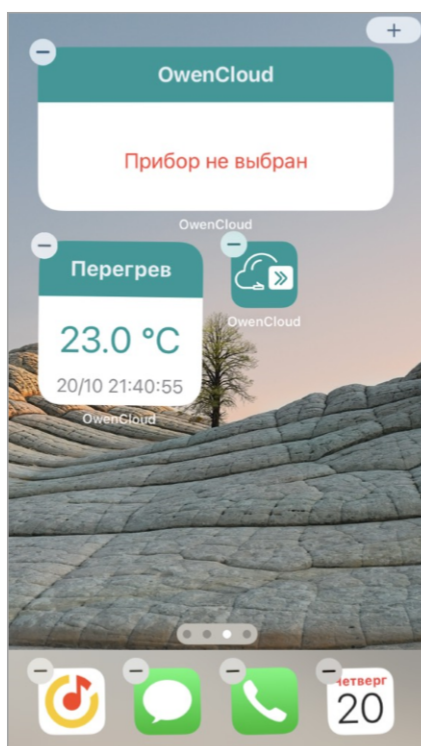 OwenCloud
Прибор не выбран
OwenCloud
Перегрев
23.0 °C
20/10 21:40:55
OwenCloud
OwenCloud
четверг
20